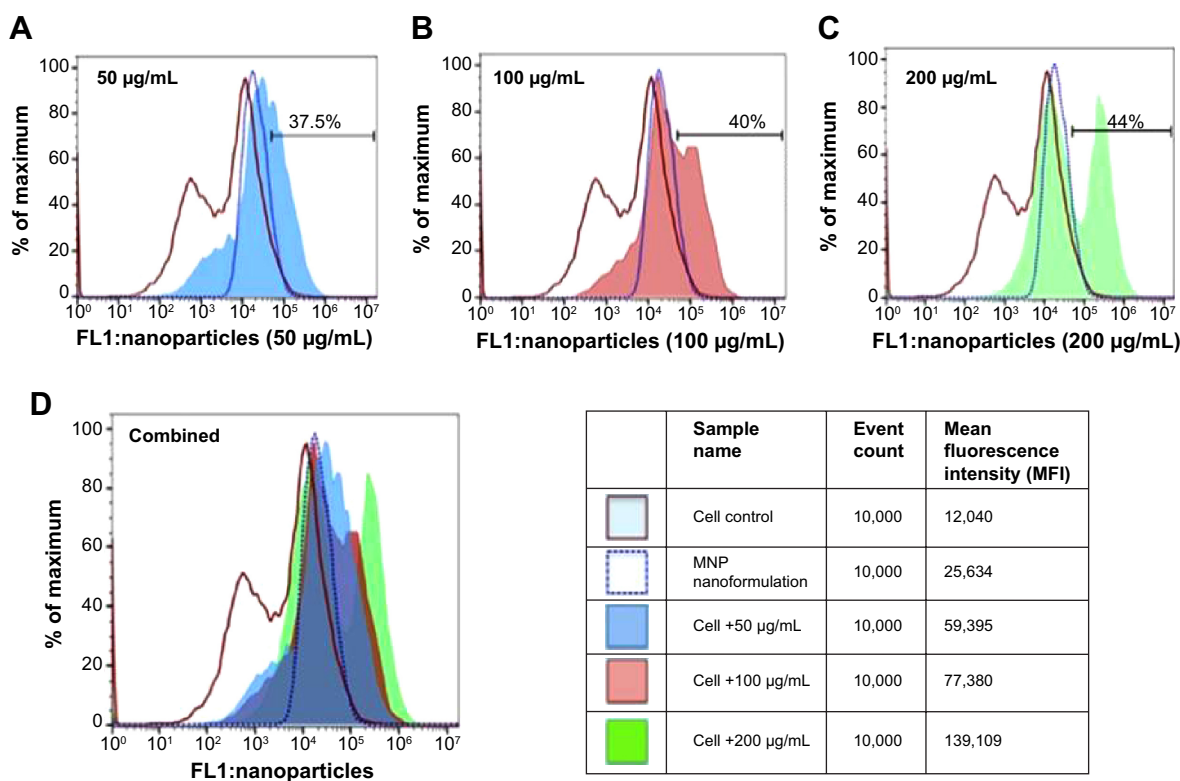 A
50 µg/mL
37.5%
% of maximum
100
80
60
40
20
0
10⁰ 10¹ 10² 10³ 10⁴ 10⁵ 10⁶ 10⁷
FL1:nanoparticles (50 µg/mL)
B
100 µg/mL
40%
% of maximum
100
80
60
40
20
0
10⁰ 10¹ 10² 10³ 10⁴ 10⁵ 10⁶ 10⁷
FL1:nanoparticles (100 µg/mL)
C
200 µg/mL
44%
% of maximum
100
80
60
40
20
0
10⁰ 10¹ 10² 10³ 10⁴ 10⁵ 10⁶ 10⁷
FL1:nanoparticles (200 µg/mL)
D
Combined
% of maximum
100
80
60
40
20
0
10⁰ 10¹ 10² 10³ 10⁴ 10⁵ 10⁶ 10⁷
FL1:nanoparticles
Sample name
Event count
Mean fluorescence intensity (MFI)
Cell control 10,000 12,040
MNP nanoformulation 10,000 25,634
Cell +50 µg/mL 10,000 59,395
Cell +100 µg/mL 10,000 77,380
Cell +200 µg/mL 10,000 139,109